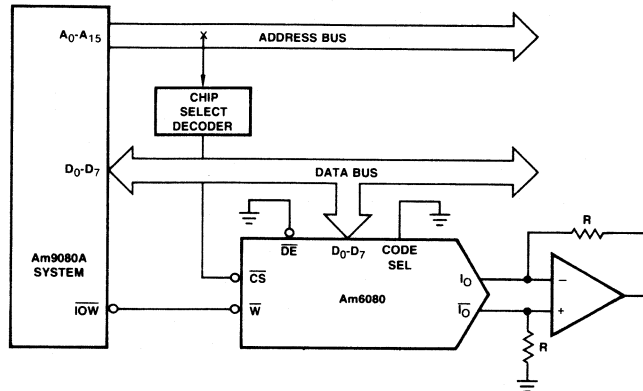 A0-A15
ADDRESS BUS
CHIP
SELECT
DECODER
D0-D7
DATA BUS
R
DE
D0-D7
CODE
SEL
Am9080A
SYSTEM
CS
IO
−
Am6080
IOW
W
IO
+
R